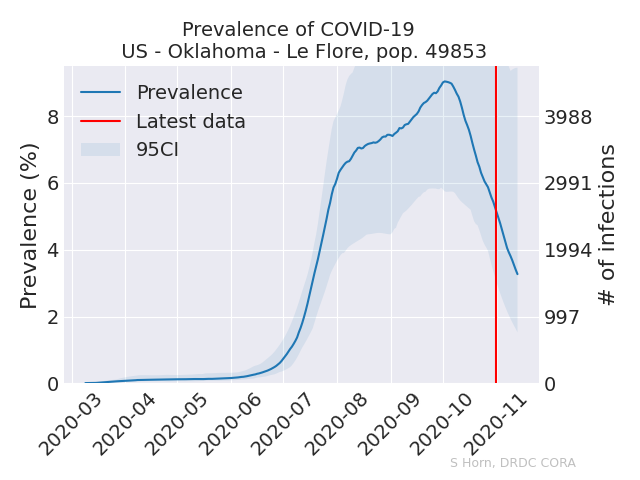 Prevalence of COVID-19
US - Oklahoma - Le Flore, pop. 49853
Prevalence
Latest data
95CI
Prevalence (%)
8
6
4
2
0
3988
2991
1994
997
0
# of infections
2020-03
2020-04
2020-05
2020-06
2020-07
2020-08
2020-09
2020-10
2020-11
S Horn, DRDC CORA